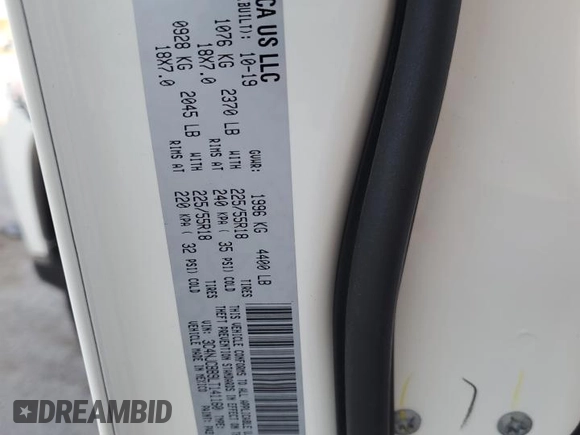 CA US LLC
BUILT): 10-19
GVWR: 1996 KG 4400 LB
1076 KG 2370 LB WITH 225/55R18 TIRES
18X7.0 RIMS AT 240 KPA ( 35 PSI) COLD
0928 KG 2045 LB WITH 225/55R18 TIRES
18X7.0 RIMS AT 220 KPA ( 32 PSI) COLD
THIS VEHICLE CONFORMS TO ALL APPLICABLE
THEFT PREVENTION STANDARDS IN EFFECT ON
VIN:
VEHICLE MADE IN MEXICO
PAINT:
DREAMBID